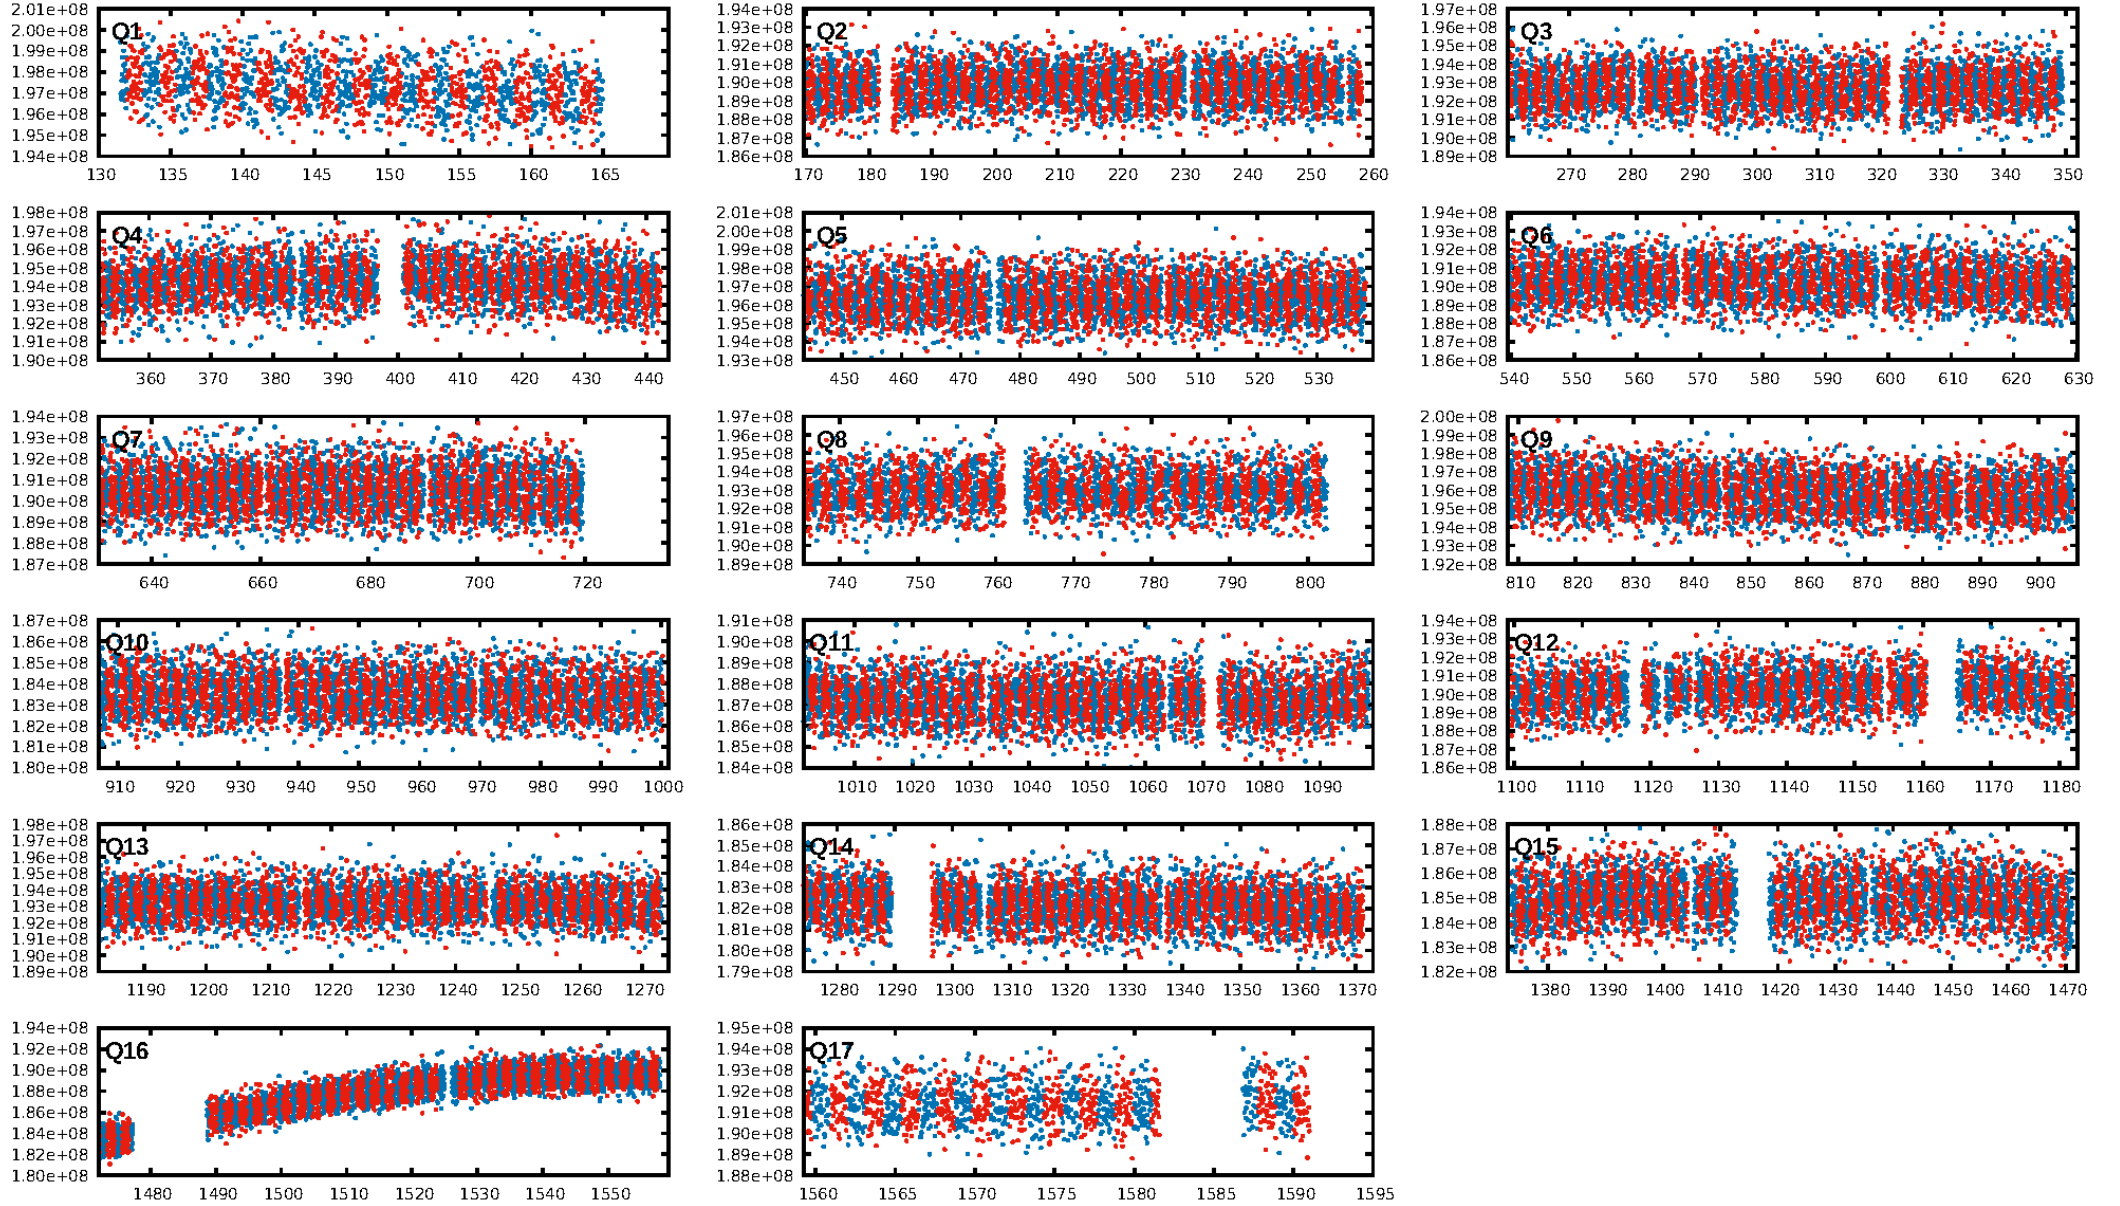 Q1
2.01e+08
2.00e+08
1.99e+08
1.98e+08
1.97e+08
1.96e+08
1.95e+08
1.94e+08
130 135 140 145 150 155 160 165
Q2
1.94e+08
1.93e+08
1.92e+08
1.91e+08
1.90e+08
1.89e+08
1.88e+08
1.87e+08
1.86e+08
170 180 190 200 210 220 230 240 250 260
Q3
1.97e+08
1.96e+08
1.95e+08
1.94e+08
1.93e+08
1.92e+08
1.91e+08
1.90e+08
1.89e+08
270 280 290 300 310 320 330 340 350
Q4
1.98e+08
1.97e+08
1.96e+08
1.95e+08
1.94e+08
1.93e+08
1.92e+08
1.91e+08
1.90e+08
360 370 380 390 400 410 420 430 440
Q5
2.01e+08
2.00e+08
1.99e+08
1.98e+08
1.97e+08
1.96e+08
1.95e+08
1.94e+08
1.93e+08
450 460 470 480 490 500 510 520 530
Q6
1.94e+08
1.93e+08
1.92e+08
1.91e+08
1.90e+08
1.89e+08
1.88e+08
1.87e+08
1.86e+08
540 550 560 570 580 590 600 610 620 630
Q7
1.94e+08
1.93e+08
1.92e+08
1.91e+08
1.90e+08
1.89e+08
1.88e+08
1.87e+08
640 660 680 700 720
Q8
1.97e+08
1.96e+08
1.95e+08
1.94e+08
1.93e+08
1.92e+08
1.91e+08
1.90e+08
1.89e+08
740 750 760 770 780 790 800
Q9
2.00e+08
1.99e+08
1.98e+08
1.97e+08
1.96e+08
1.95e+08
1.94e+08
1.93e+08
1.92e+08
810 820 830 840 850 860 870 880 890 900
Q10
1.87e+08
1.86e+08
1.85e+08
1.84e+08
1.83e+08
1.82e+08
1.81e+08
1.80e+08
910 920 930 940 950 960 970 980 990 1000
Q11
1.91e+08
1.90e+08
1.89e+08
1.88e+08
1.87e+08
1.86e+08
1.85e+08
1.84e+08
1010 1020 1030 1040 1050 1060 1070 1080 1090
Q12
1.94e+08
1.93e+08
1.92e+08
1.91e+08
1.90e+08
1.89e+08
1.88e+08
1.87e+08
1.86e+08
1100 1110 1120 1130 1140 1150 1160 1170 1180
Q13
1.98e+08
1.97e+08
1.96e+08
1.95e+08
1.94e+08
1.93e+08
1.92e+08
1.91e+08
1.90e+08
1.89e+08
1190 1200 1210 1220 1230 1240 1250 1260 1270
Q14
1.86e+08
1.85e+08
1.84e+08
1.83e+08
1.82e+08
1.81e+08
1.80e+08
1.79e+08
1280 1290 1300 1310 1320 1330 1340 1350 1360 1370
Q15
1.88e+08
1.87e+08
1.86e+08
1.85e+08
1.84e+08
1.83e+08
1.82e+08
1380 1390 1400 1410 1420 1430 1440 1450 1460 1470
Q16
1.94e+08
1.92e+08
1.90e+08
1.88e+08
1.86e+08
1.84e+08
1.82e+08
1.80e+08
1480 1490 1500 1510 1520 1530 1540 1550
Q17
1.95e+08
1.94e+08
1.93e+08
1.92e+08
1.91e+08
1.90e+08
1.89e+08
1.88e+08
1560 1565 1570 1575 1580 1585 1590 1595